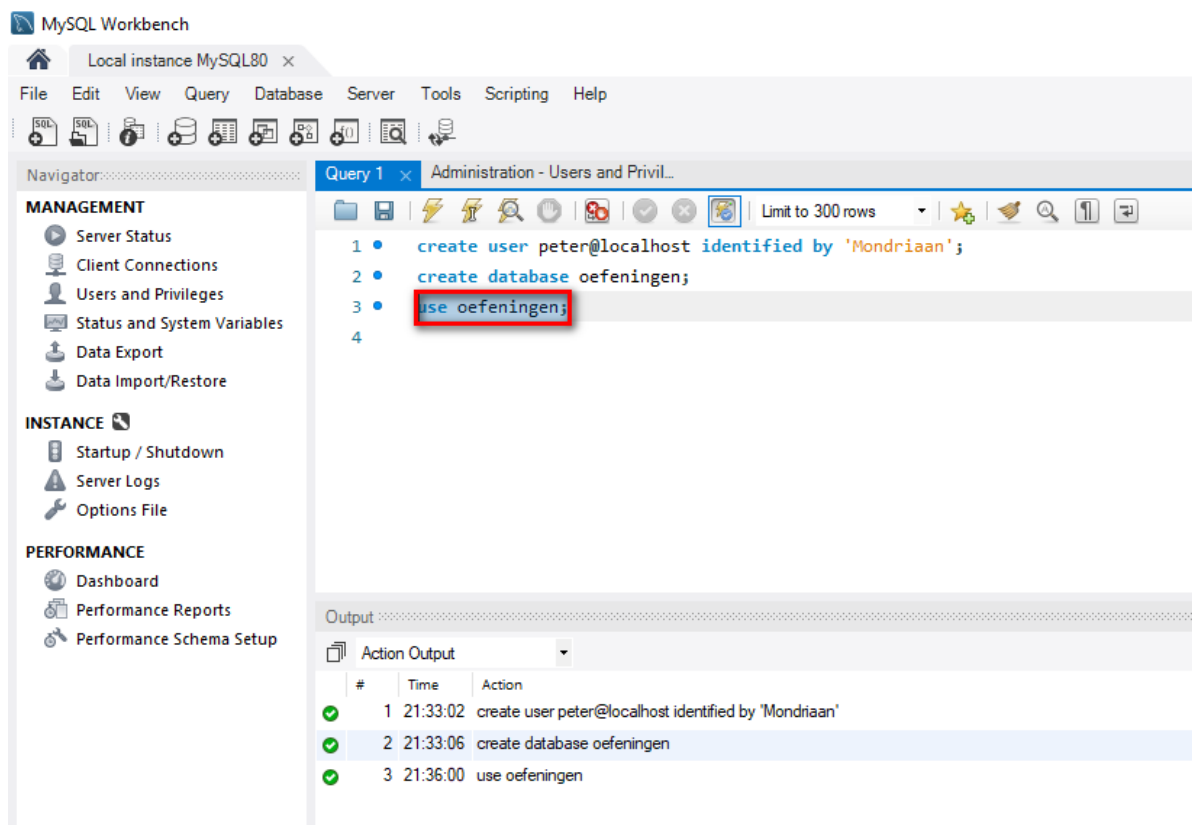 MySQL Workbench
Local instance MySQL80
File Edit View Query Database Server Tools Scripting Help
Navigator
MANAGEMENT
Server Status
Client Connections
Users and Privileges
Status and System Variables
Data Export
Data Import/Restore
INSTANCE
Startup / Shutdown
Server Logs
Options File
PERFORMANCE
Dashboard
Performance Reports
Performance Schema Setup
Query 1 Administration - Users and Privil...
Limit to 300 rows
1 create user peter@localhost identified by 'Mondriaan';
2 create database oefeningen;
3 use oefeningen;
4
Output
Action Output
# Time Action
1 21:33:02 create user peter@localhost identified by 'Mondriaan'
2 21:33:06 create database oefeningen
3 21:36:00 use oefeningen